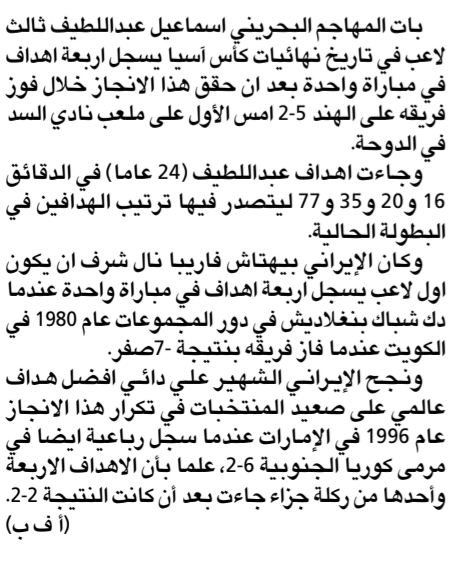 بات المهاجم البحريني اسماعيل عبداللطيف ثالث
لاعب في تاريخ نهائيات كأس آسيا يسجل اربعة اهداف
في مباراة واحدة بعد ان حقق هذا الانجاز خلال فوز
فريقه على الهند 5-2 امس الأول على ملعب نادي السد
في الدوحة.
وجاءت اهداف عبداللطيف (24 عاما) في الدقائق
16 و20 و35 و77 ليتصدر فيها ترتيب الهدافين في
البطولة الحالية.
وكان الإيراني بيهتاش فاريبا نال شرف ان يكون
اول لاعب يسجل اربعة اهداف في مباراة واحدة عندما
دك شباك بنغلاديش في دور المجموعات عام 1980 في
الكويت عندما فاز فريقه بنتيجة -7صفر.
ونجح الإيراني الشهير علي دائي افضل هداف
عالمي على صعيد المنتخبات في تكرار هذا الانجاز
عام 1996 في الإمارات عندما سجل رباعية ايضا في
مرمى كوريا الجنوبية 6-2، علما بأن الاهداف الاربعة
وأحدها من ركلة جزاء جاءت بعد أن كانت النتيجة 2-2.
(أ ف ب)